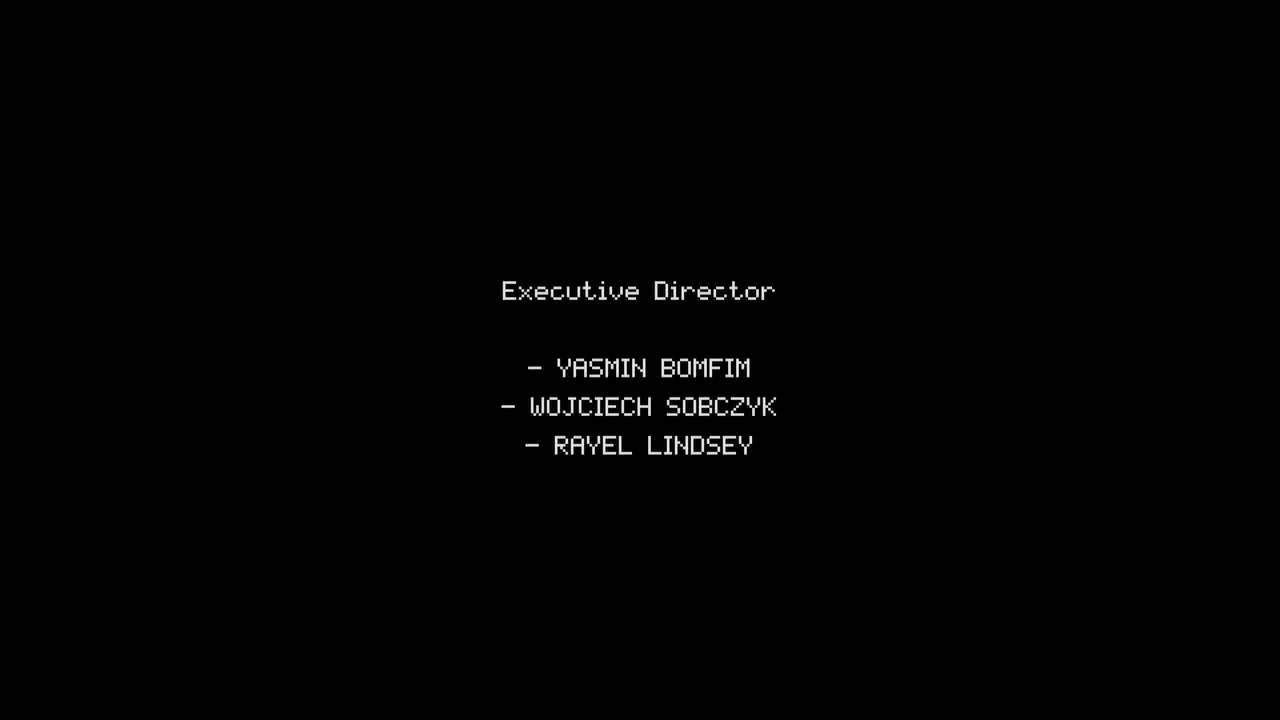 Executive Director
- YASMIN BOMFIM
- WOJCIECH SOBCZYK
- RAYEL LINDSEY